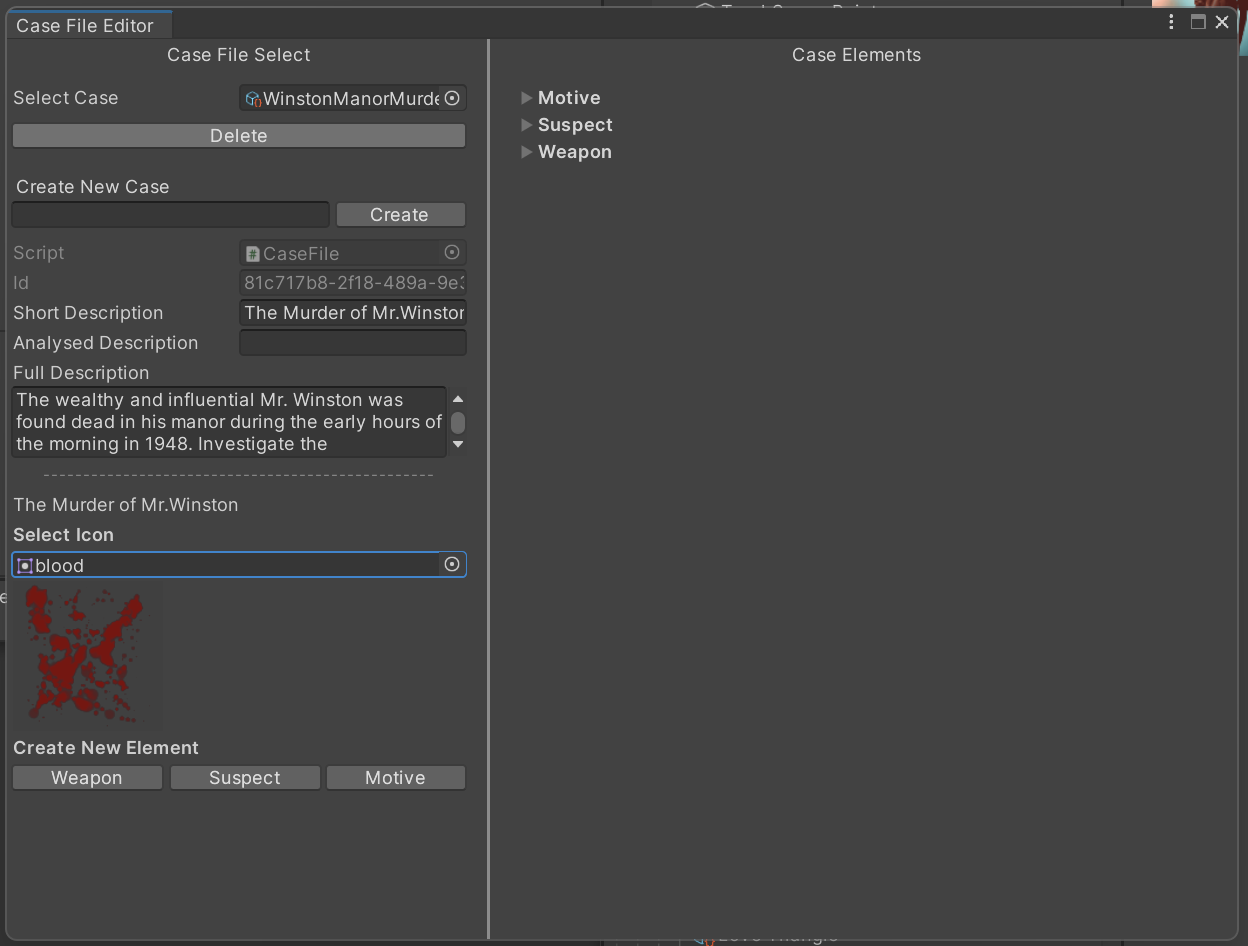 Case File Editor
Case File Select
Select Case
WinstonManorMurde
Delete
Create New Case
Create
Script
CaseFile
Id
81c717b8-2f18-489a-9e3
Short Description
The Murder of Mr.Winston
Analysed Description
Full Description
The wealthy and influential Mr. Winston was
found dead in his manor during the early hours of
the morning in 1948. Investigate the
The Murder of Mr.Winston
Select Icon
blood
Create New Element
Weapon
Suspect
Motive
Case Elements
Motive
Suspect
Weapon